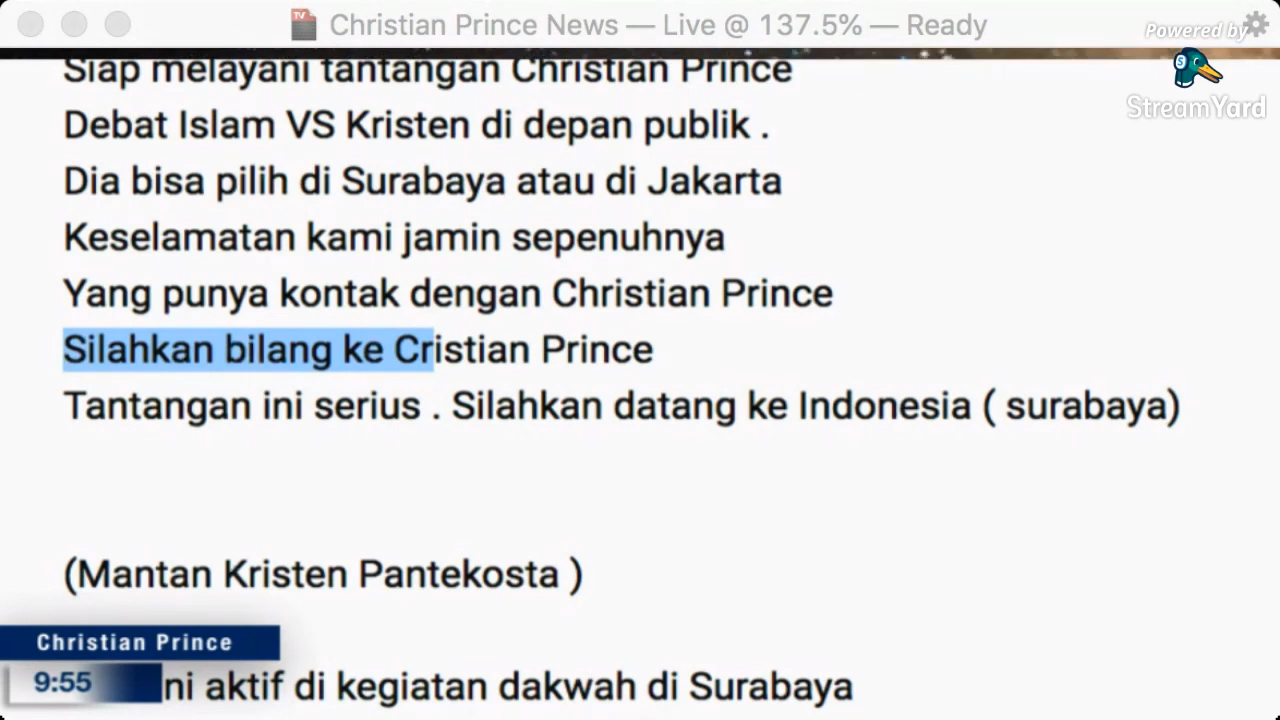 Christian Prince News — Live @ 137.5% — Ready
Powered by
StreamYard
Siap melayani tantangan Christian Prince
Debat Islam VS Kristen di depan publik .
Dia bisa pilih di Surabaya atau di Jakarta
Keselamatan kami jamin sepenuhnya
Yang punya kontak dengan Christian Prince
Silahkan bilang ke Cristian Prince
Tantangan ini serius . Silahkan datang ke Indonesia ( surabaya)
(Mantan Kristen Pantekosta )
Christian Prince
9:55
ni aktif di kegiatan dakwah di Surabaya